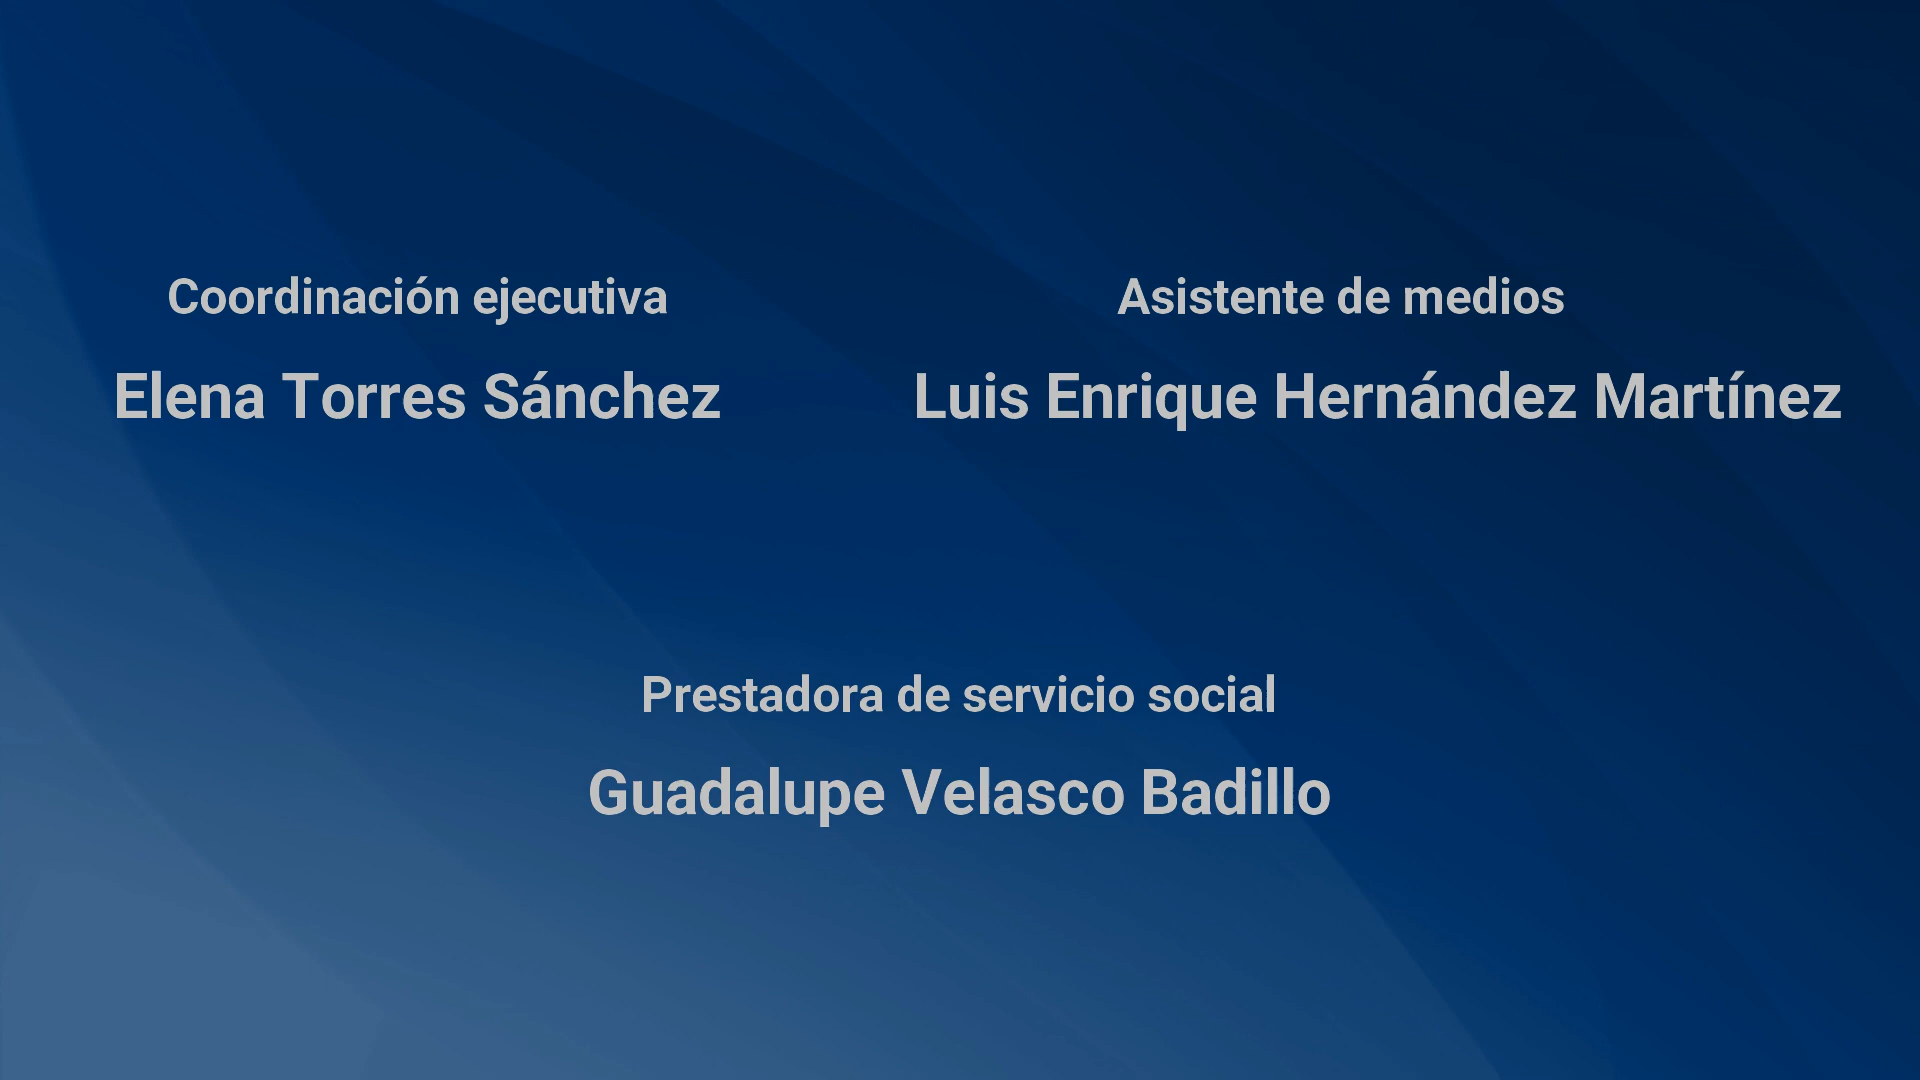 Coordinación ejecutiva
Elena Torres Sánchez
Asistente de medios
Luis Enrique Hernández Martínez
Prestadora de servicio social
Guadalupe Velasco Badillo